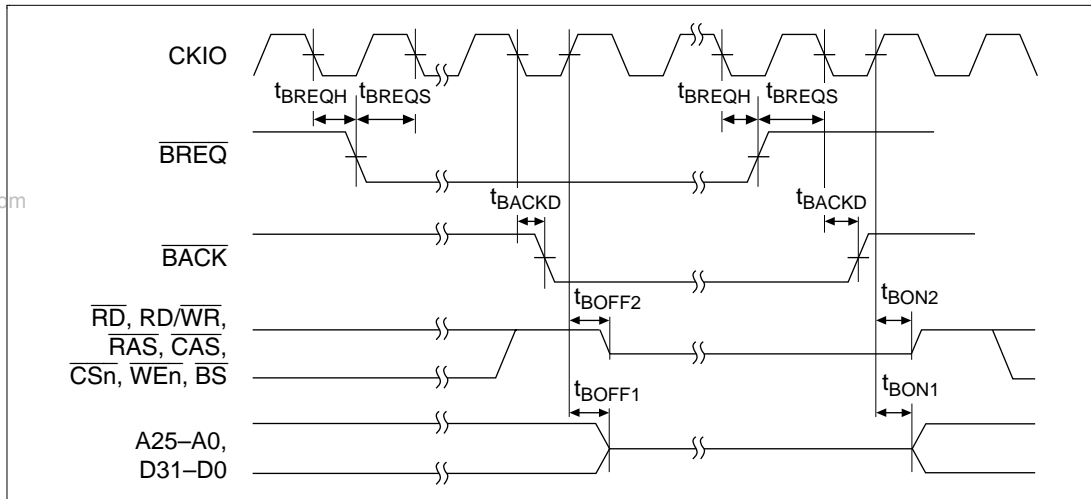 CKIO
tBREQH tBREQS tBREQH tBREQS
BREQ
om
tBACKD tBACKD
BACK
tBOFF2 tBON2
RD, RD/WR,
RAS, CAS,
CSn, WEn, BS
tBOFF1 tBON1
A25–A0,
D31–D0